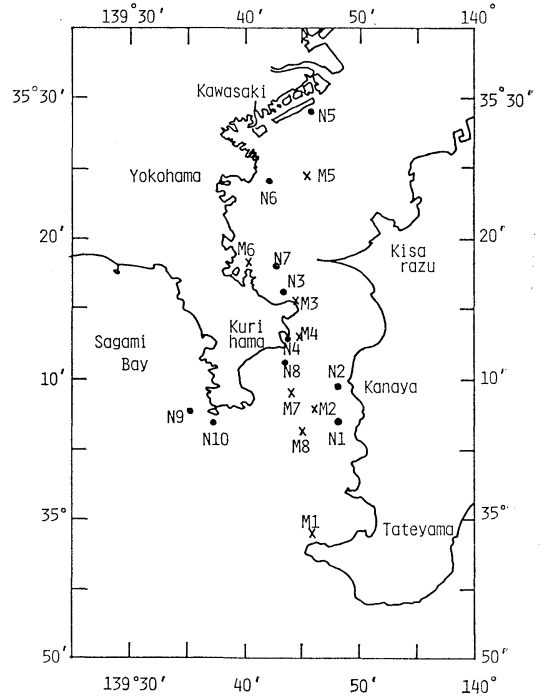 139°30′ 40′ 50′ 140°
35°30′ 35°30′
Kawasaki
N5
Yokohama
M5
N6
20′ 20′
M6
N7
Kisa
razu
N3
M3
Kuri
hama
M4
N4
Sagami
Bay
N8
10′ 10′
N2
Kanaya
M7
M2
N9
N10
N1
M8
35° 35°
M1
Tateyama
50′ 50′
139°30′ 40′ 50′ 140°